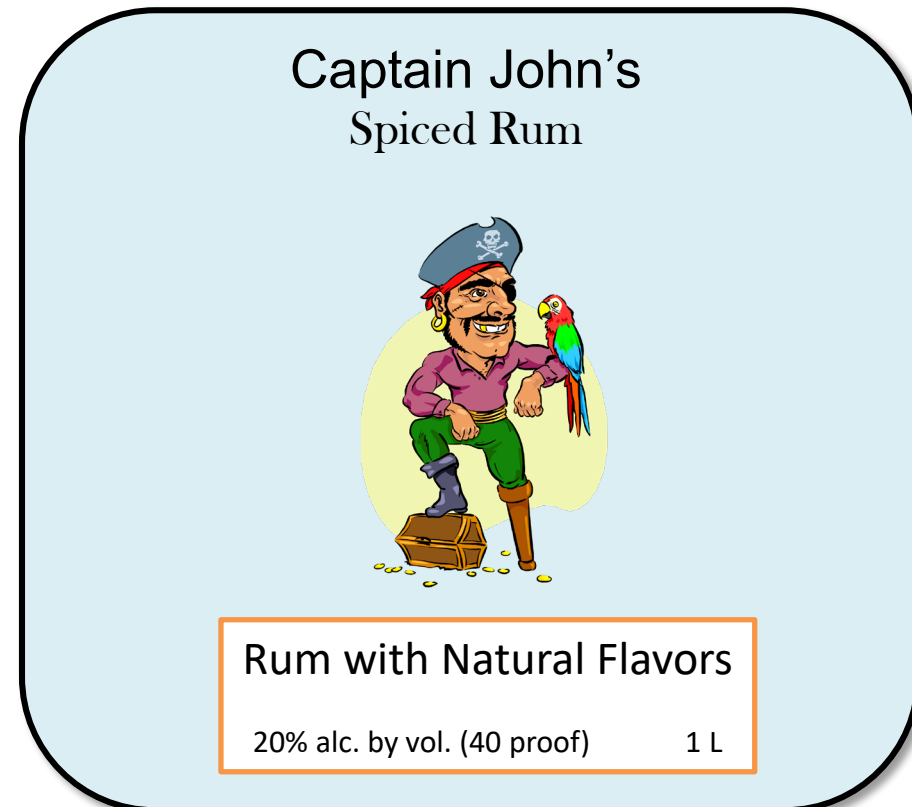 Captain John’s
Spiced Rum
Rum with Natural Flavors
20% alc. by vol. (40 proof) 1 L